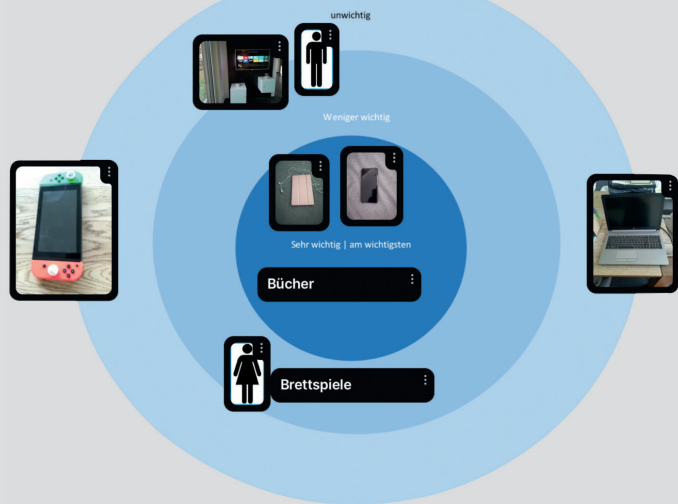 unwichtig
Weniger wichtig
Sehr wichtig | am wichtigsten
Bücher
Brettspiele